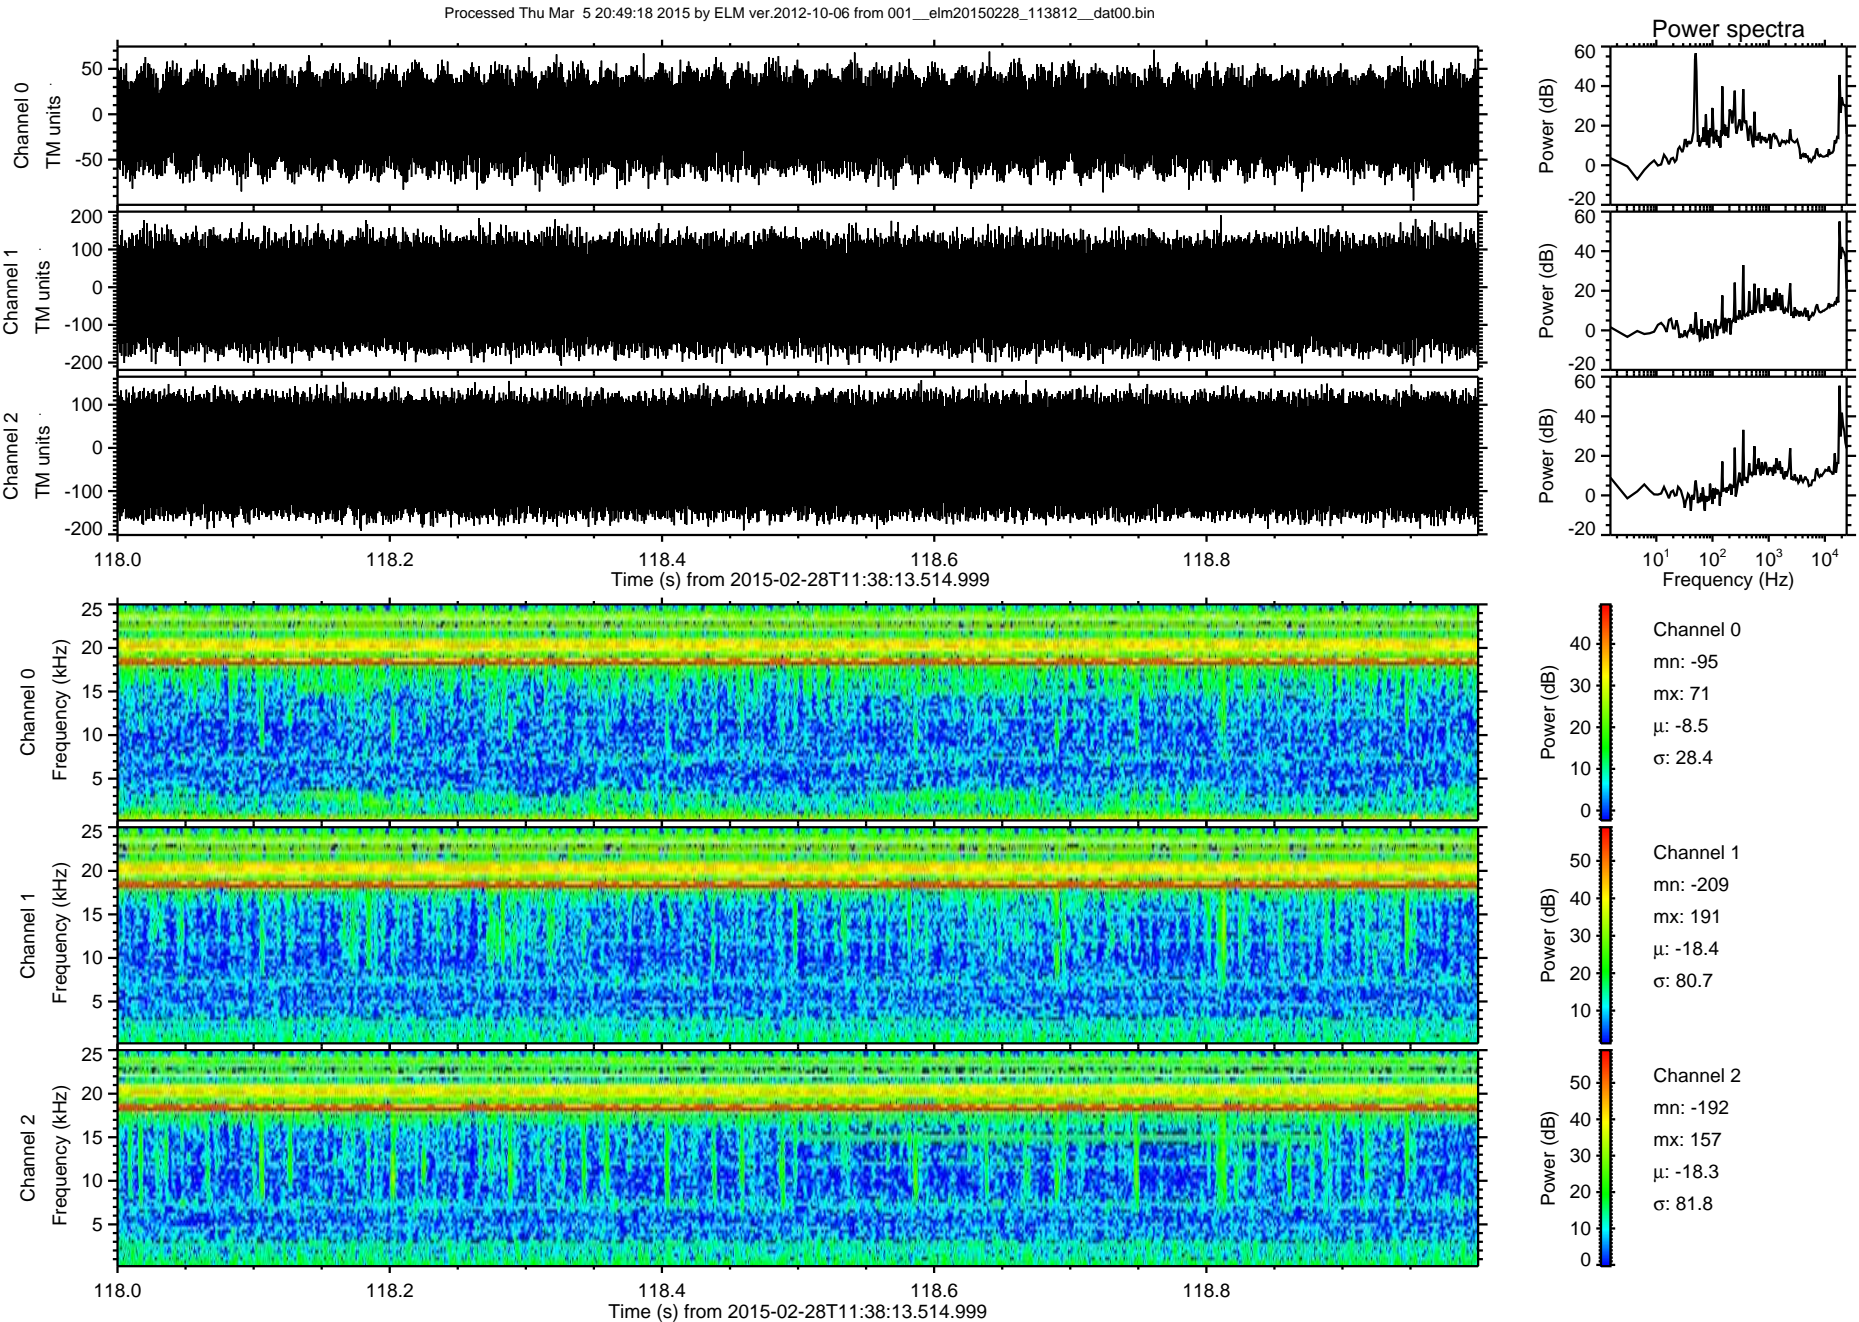 Processed Thu Mar  5 20:49:18 2015 by ELM ver.2012-10-06 from 001__elm20150228_113812__dat00.bin
Power spectra
Channel 0
TM units
50
0
-50
Power (dB)
60
40
20
0
-20
Channel 1
TM units
200
100
0
-100
-200
Power (dB)
60
40
20
0
-20
Channel 2
TM units
100
0
-100
-200
Power (dB)
60
40
20
0
-20
118.0
118.2
118.4
118.6
118.8
Time (s) from 2015-02-28T11:38:13.514.999
10^1
10^2
10^3
10^4
Frequency (Hz)
Channel 0
Frequency (kHz)
25
20
15
10
5
Power (dB)
40
30
20
10
0
Channel 0
mn: -95
mx: 71
μ: -8.5
σ: 28.4
Channel 1
Frequency (kHz)
25
20
15
10
5
Power (dB)
50
40
30
20
10
Channel 1
mn: -209
mx: 191
μ: -18.4
σ: 80.7
Channel 2
Frequency (kHz)
25
20
15
10
5
Power (dB)
50
40
30
20
10
0
Channel 2
mn: -192
mx: 157
μ: -18.3
σ: 81.8
118.0
118.2
118.4
118.6
118.8
Time (s) from 2015-02-28T11:38:13.514.999